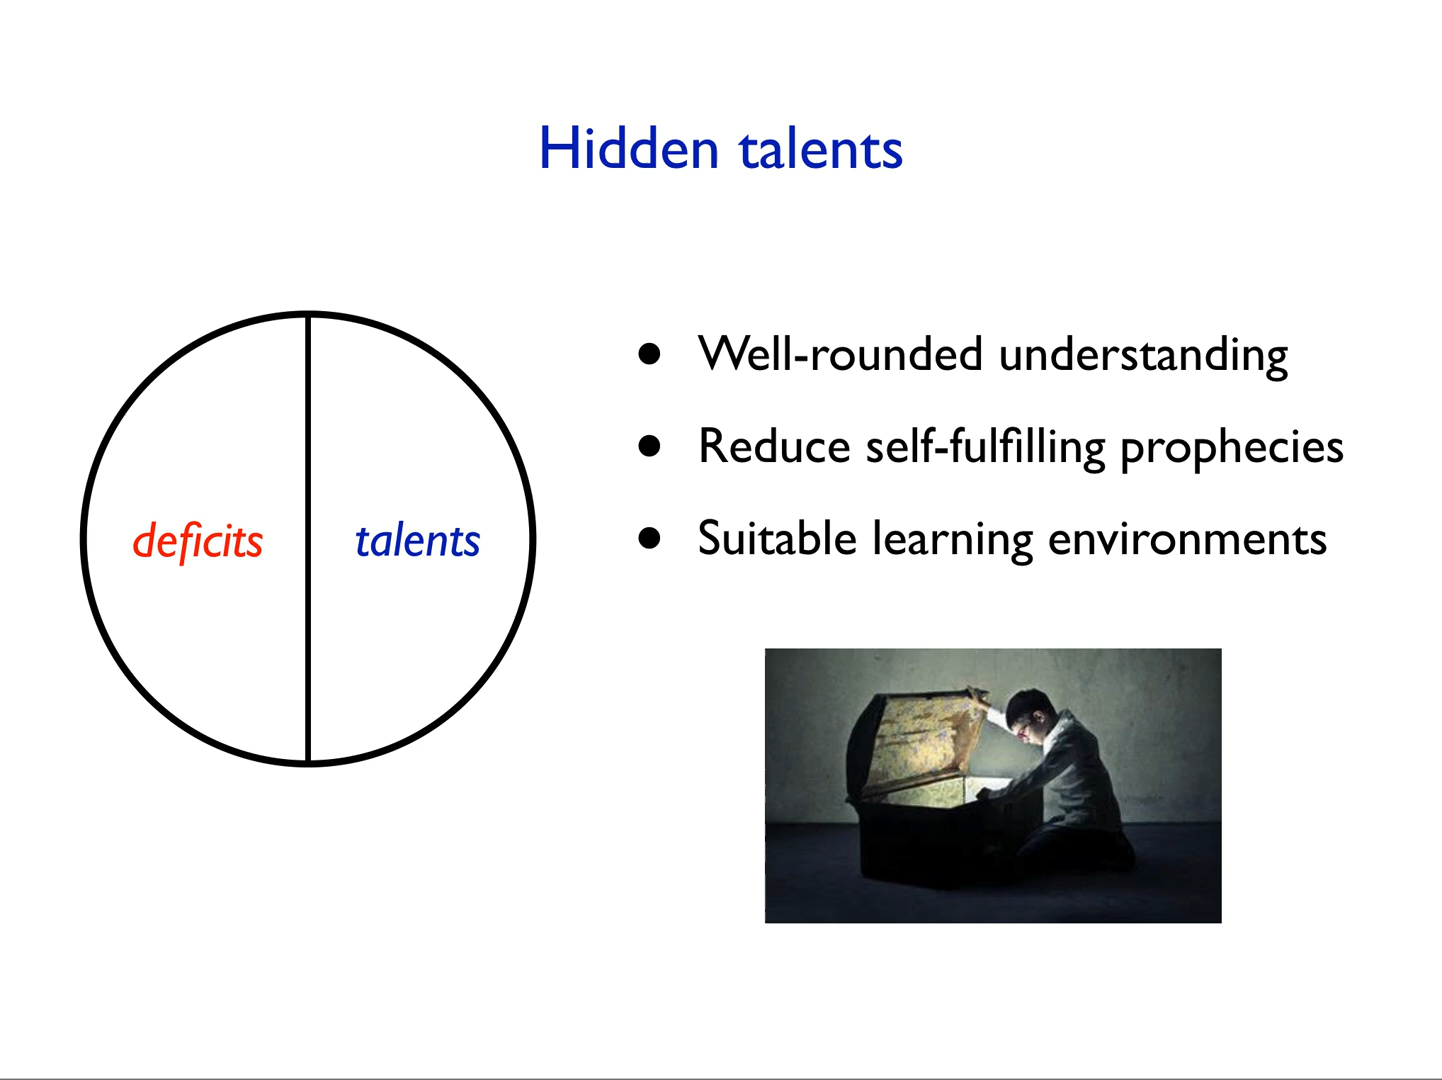 Hidden talents
deficits
talents
• Well-rounded understanding
• Reduce self-fulfilling prophecies
• Suitable learning environments